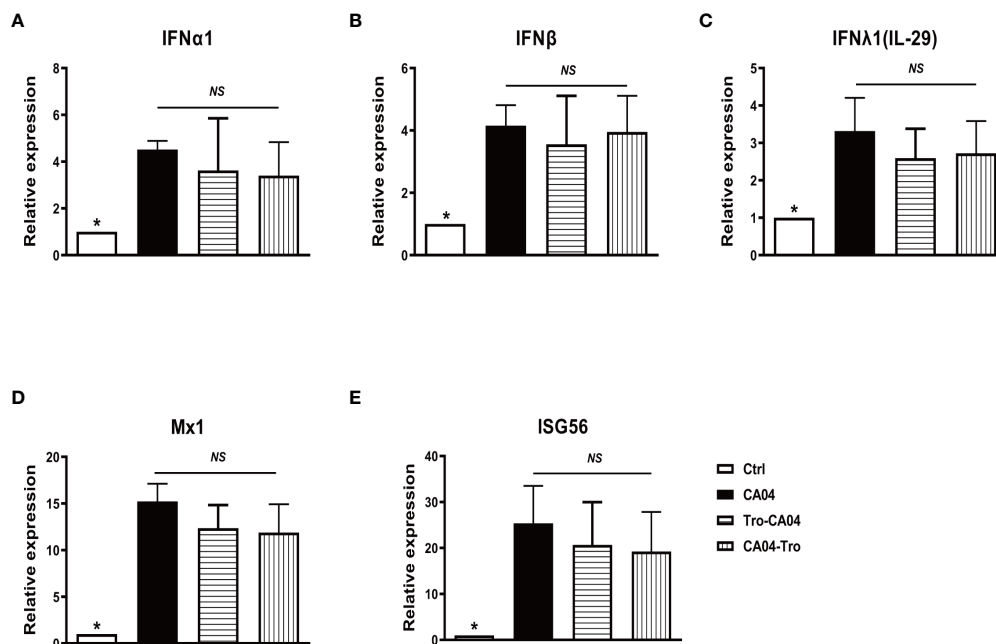 A
IFNα1
Relative expression
8
6
4
2
0
*
NS
B
IFNβ
Relative expression
6
4
2
0
*
NS
C
IFNλ1(IL-29)
Relative expression
5
4
3
2
1
0
*
NS
D
Mx1
Relative expression
20
15
10
5
0
*
NS
E
ISG56
Relative expression
40
30
20
10
0
*
NS
Ctrl
CA04
Tro-CA04
CA04-Tro